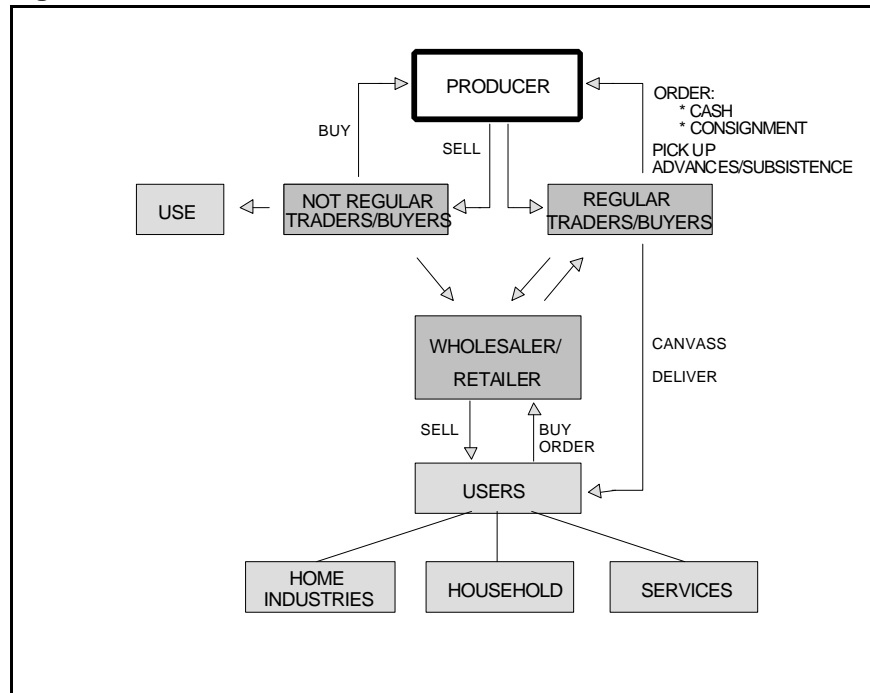 PRODUCER
ORDER:
* CASH
* CONSIGNMENT
BUY
SELL
PICK UP
ADVANCES/SUBSISTENCE
USE
NOT REGULAR
TRADERS/BUYERS
REGULAR
TRADERS/BUYERS
WHOLESALER/
RETAILER
CANVASS
DELIVER
SELL
BUY
ORDER
USERS
HOME
INDUSTRIES
HOUSEHOLD
SERVICES